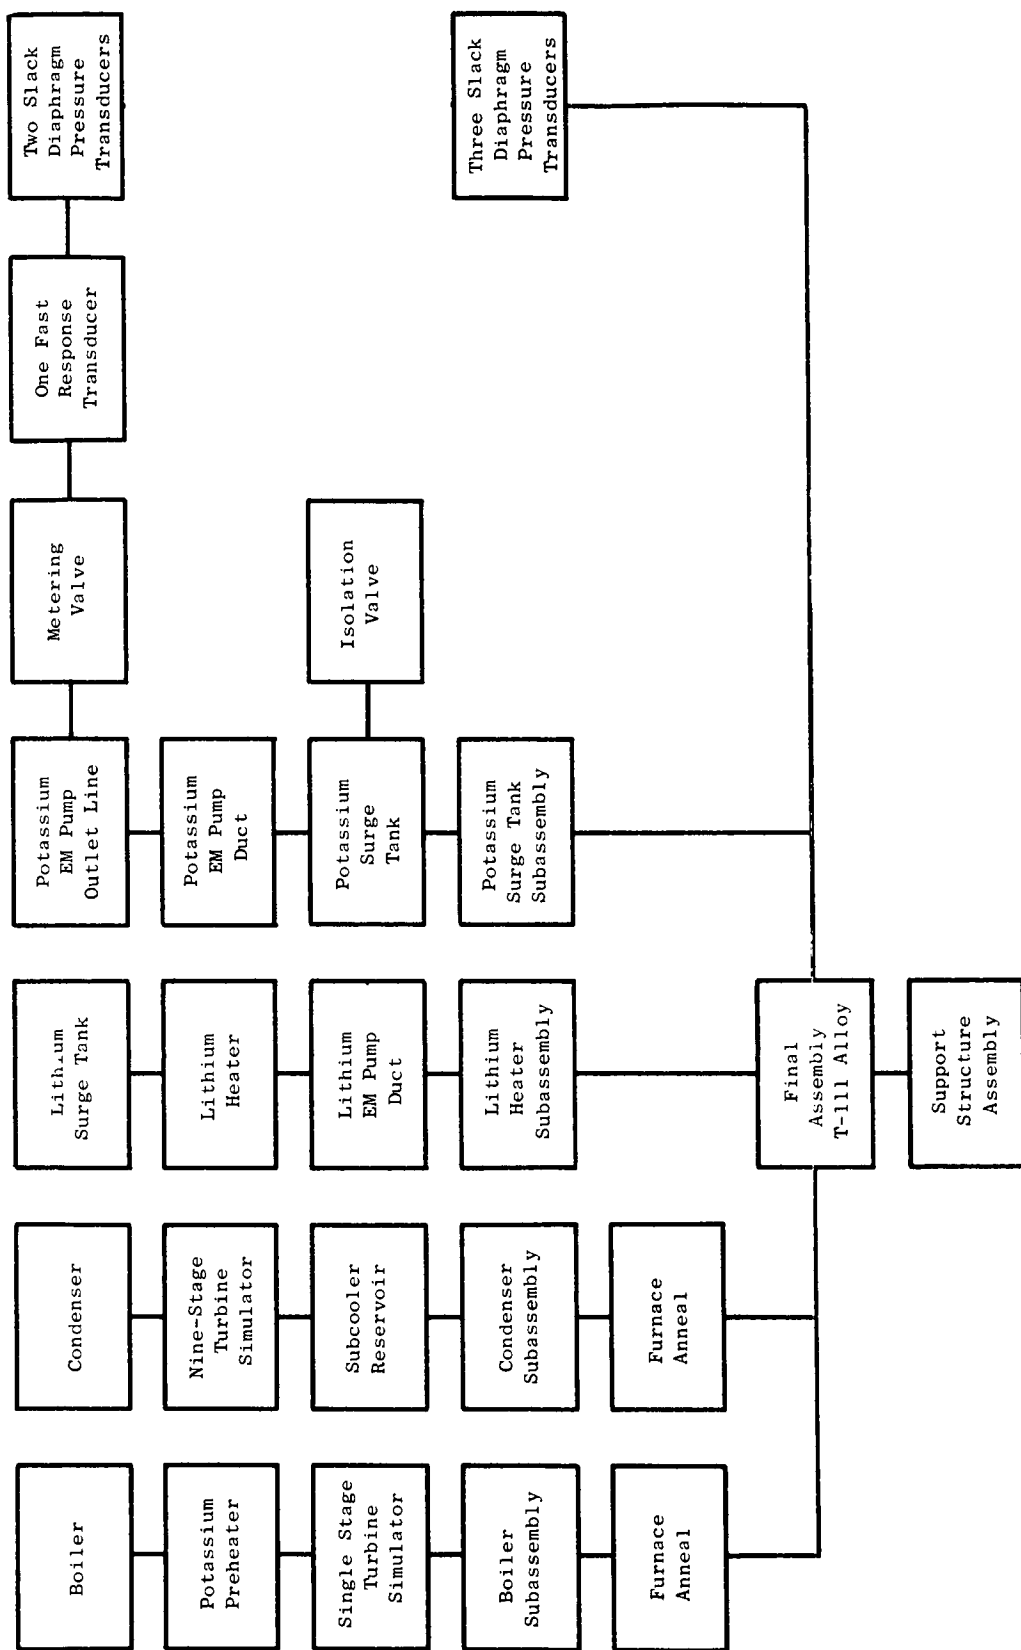 Boiler
Potassium
Preheater
Single Stage
Turbine
Simulator
Boiler
Subassembly
Furnace
Anneal
Condenser
Nine-Stage
Turbine
Simulator
Subcooler
Reservoir
Condenser
Subassembly
Furnace
Anneal
Lithium
Surge Tank
Lithium
Heater
Lithium
EM Pump
Duct
Lithium
Heater
Subassembly
Final
Assembly
T-111 Alloy
Support
Structure
Assembly
Potassium
EM Pump
Outlet Line
Potassium
EM Pump
Duct
Potassium
Surge
Tank
Potassium
Surge Tank
Subassembly
Metering
Valve
Isolation
Valve
One Fast
Response
Transducer
Two Slack
Diaphragm
Pressure
Transducers
Three Slack
Diaphragm
Pressure
Transducers